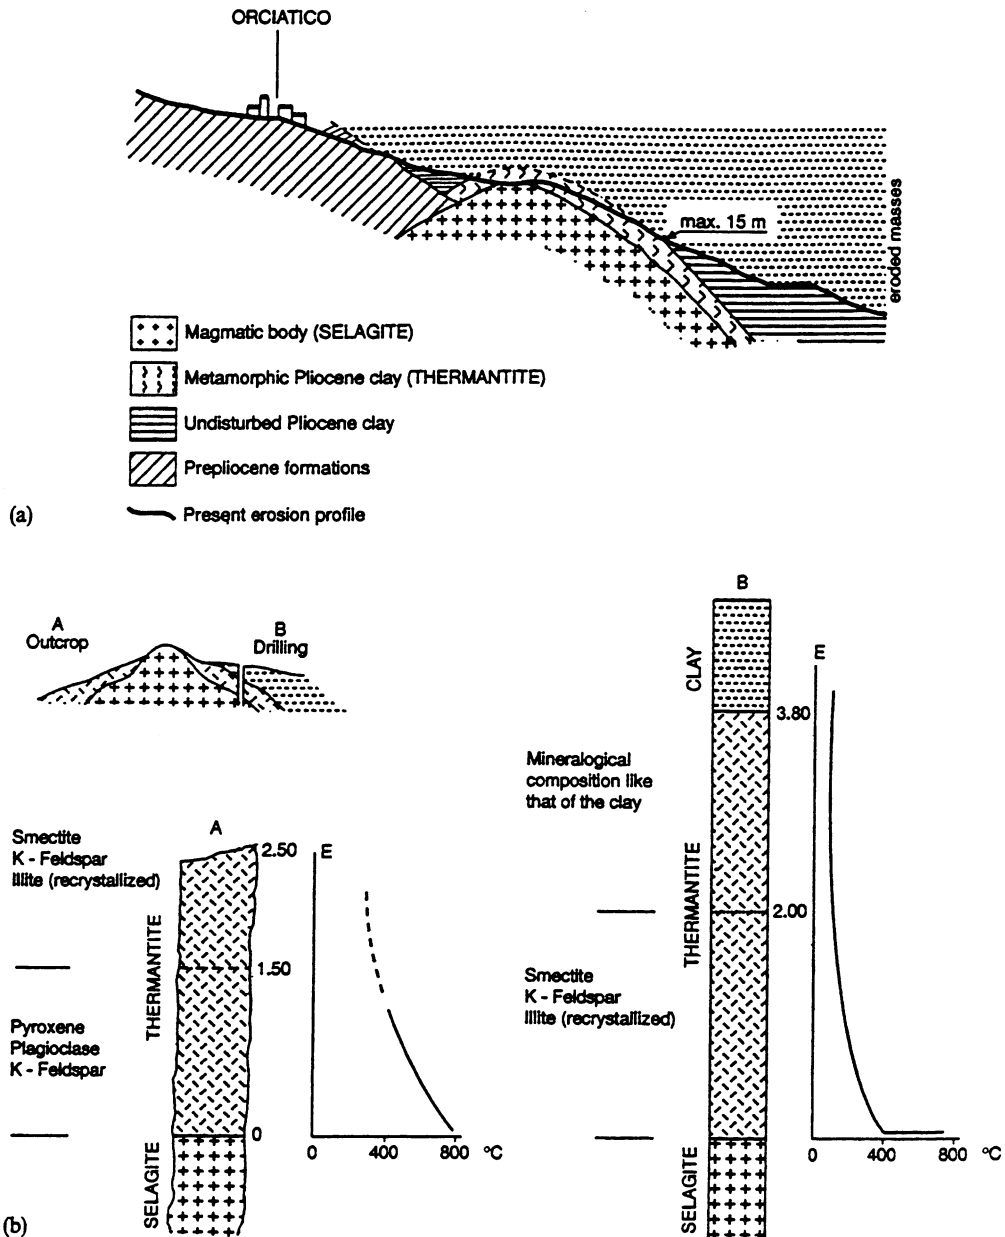 ORCIATICO
max. 15 m
eroded masses
Magmatic body (SELAGITE)
Metamorphic Pliocene clay (THERMANTITE)
Undisturbed Pliocene clay
Prepliocene formations
Present erosion profile
(a)
A
Outcrop
B
Drilling
Smectite
K - Feldspar
Illite (recrystallized)
Pyroxene
Plagioclase
K - Feldspar
THERMANTITE
SELAGITE
A
2.50
1.50
0
E
0
400
800
°C
Mineralogical
composition like
that of the clay
Smectite
K - Feldspar
Illite (recrystallized)
CLAY
THERMANTITE
SELAGITE
B
3.80
2.00
E
0
400
800
°C
(b)